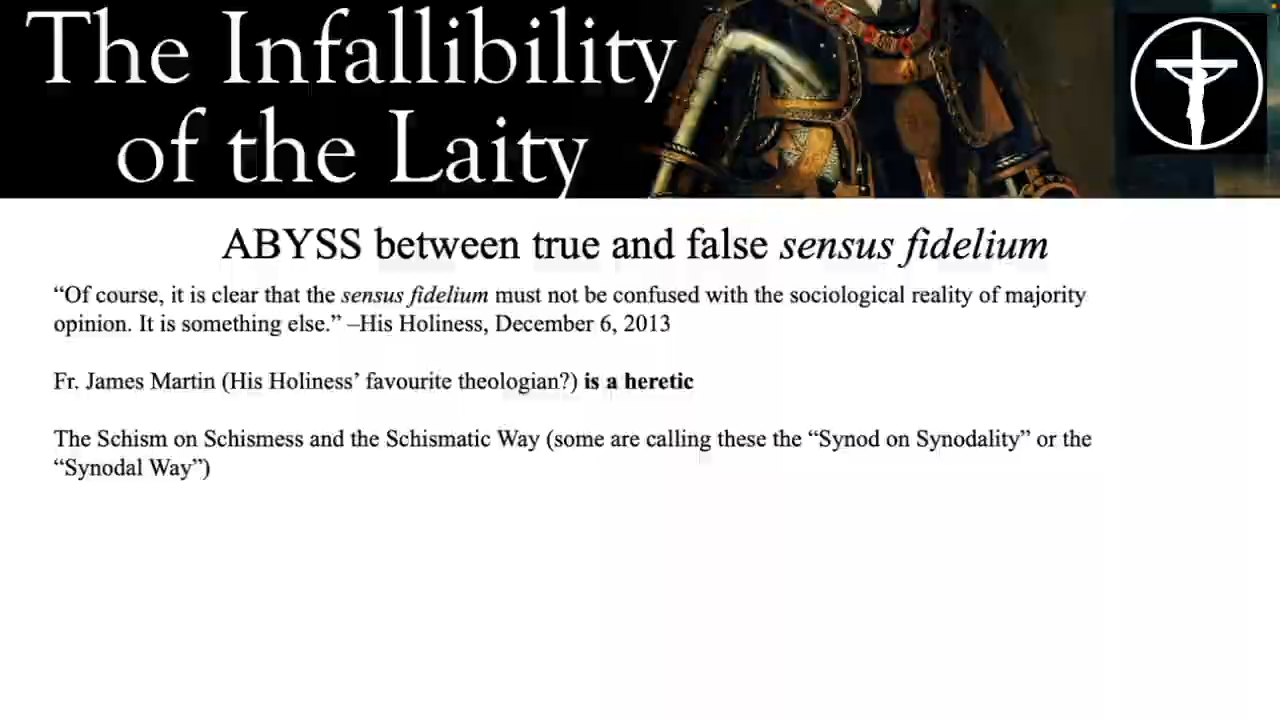 The Infallibility
of the Laity
ABYSS between true and false sensus fidelium
“Of course, it is clear that the sensus fidelium must not be confused with the sociological reality of majority
opinion. It is something else.” –His Holiness, December 6, 2013
Fr. James Martin (His Holiness’ favourite theologian?) is a heretic
The Schism on Schismess and the Schismatic Way (some are calling these the “Synod on Synodality” or the
“Synodal Way”)